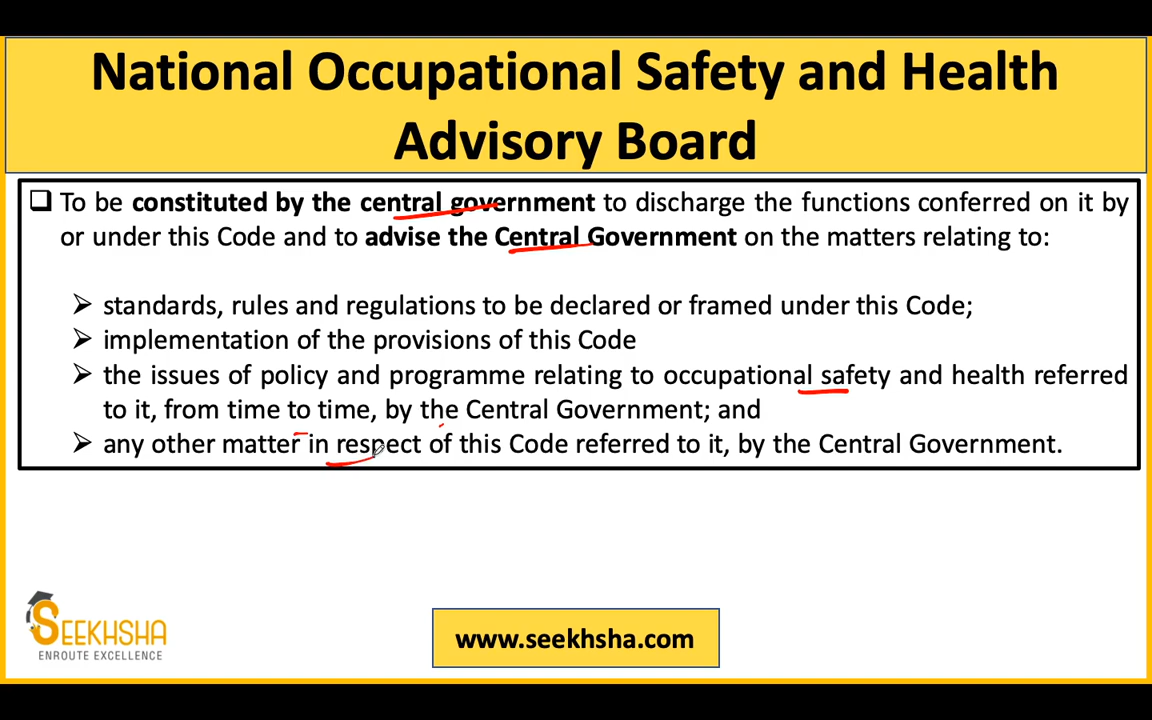 National Occupational Safety and Health
Advisory Board
To be constituted by the central government to discharge the functions conferred on it by
or under this Code and to advise the Central Government on the matters relating to:
standards, rules and regulations to be declared or framed under this Code;
implementation of the provisions of this Code
the issues of policy and programme relating to occupational safety and health referred
to it, from time to time, by the Central Government; and
any other matter in respect of this Code referred to it, by the Central Government.
SEEKHSHA
ENROUTE EXCELLENCE
www.seekhsha.com